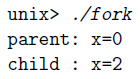 unix> ./fork
parent: x=0
child : x=2